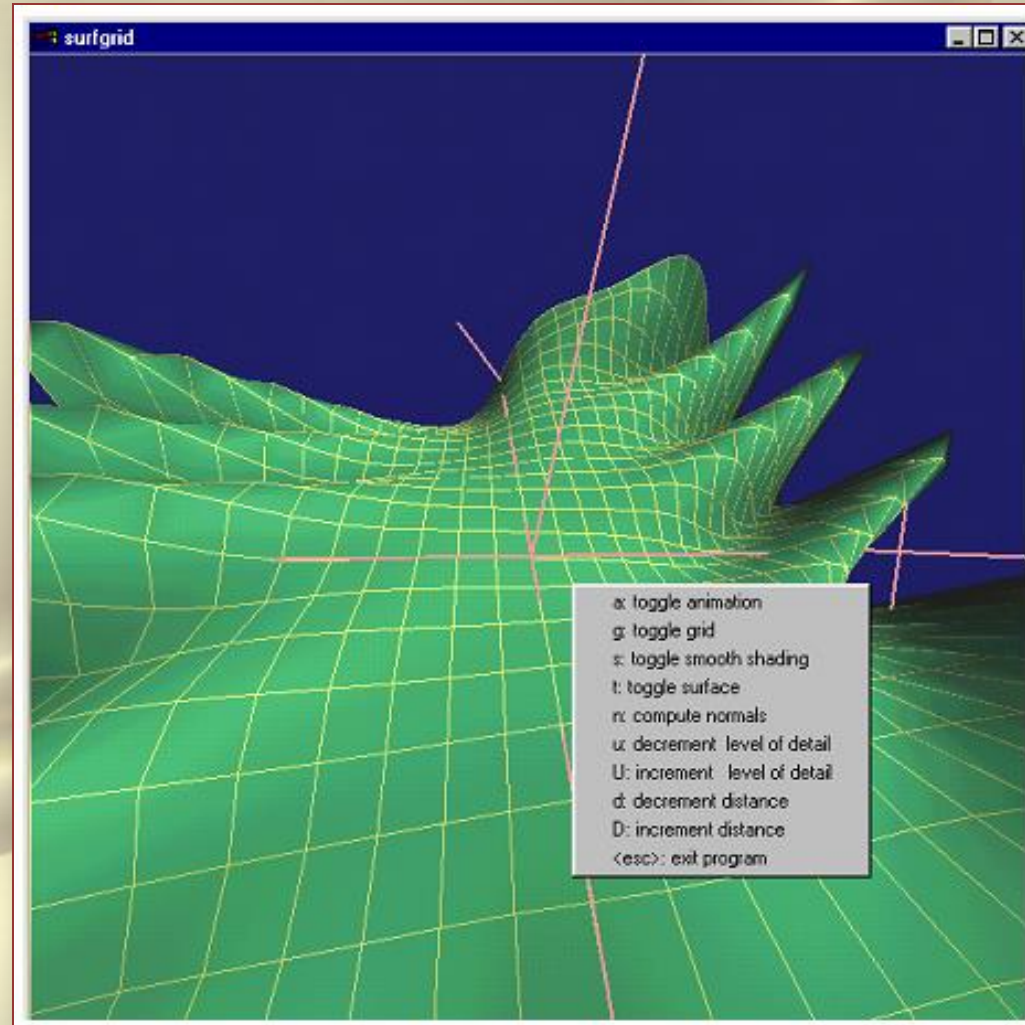 surfgrid
a: toggle animation
g: toggle grid
s: toggle smooth shading
t: toggle surface
n: compute normals
u: decrement level of detail
U: increment level of detail
d: decrement distance
D: increment distance
<esc>: exit program